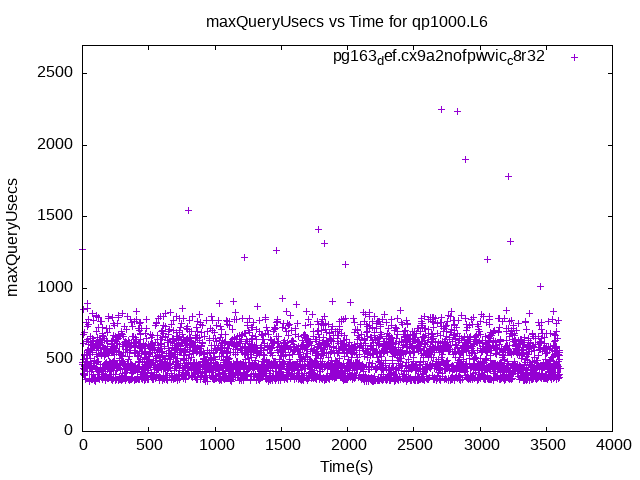 maxQueryUsecs vs Time for qp1000.L6
pg163def.cx9a2nofpwvicc8r32
2500
2000
1500
1000
500
0
maxQueryUsecs
0 500 1000 1500 2000 2500 3000 3500 4000
Time(s)